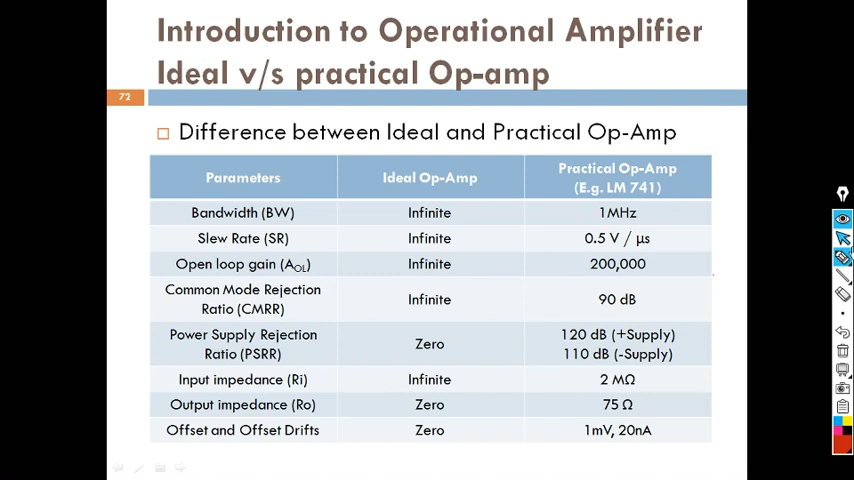 Introduction to Operational Amplifier
Ideal v/s practical Op-amp
72
Difference between Ideal and Practical Op-Amp
Parameters Ideal Op-Amp Practical Op-Amp (E.g. LM 741)
Bandwidth (BW) Infinite 1MHz
Slew Rate (SR) Infinite 0.5 V / μs
Open loop gain (AOL) Infinite 200,000
Common Mode Rejection Ratio (CMRR) Infinite 90 dB
Power Supply Rejection Ratio (PSRR) Zero 120 dB (+Supply) 110 dB (-Supply)
Input impedance (Ri) Infinite 2 MΩ
Output impedance (Ro) Zero 75 Ω
Offset and Offset Drifts Zero 1mV, 20nA